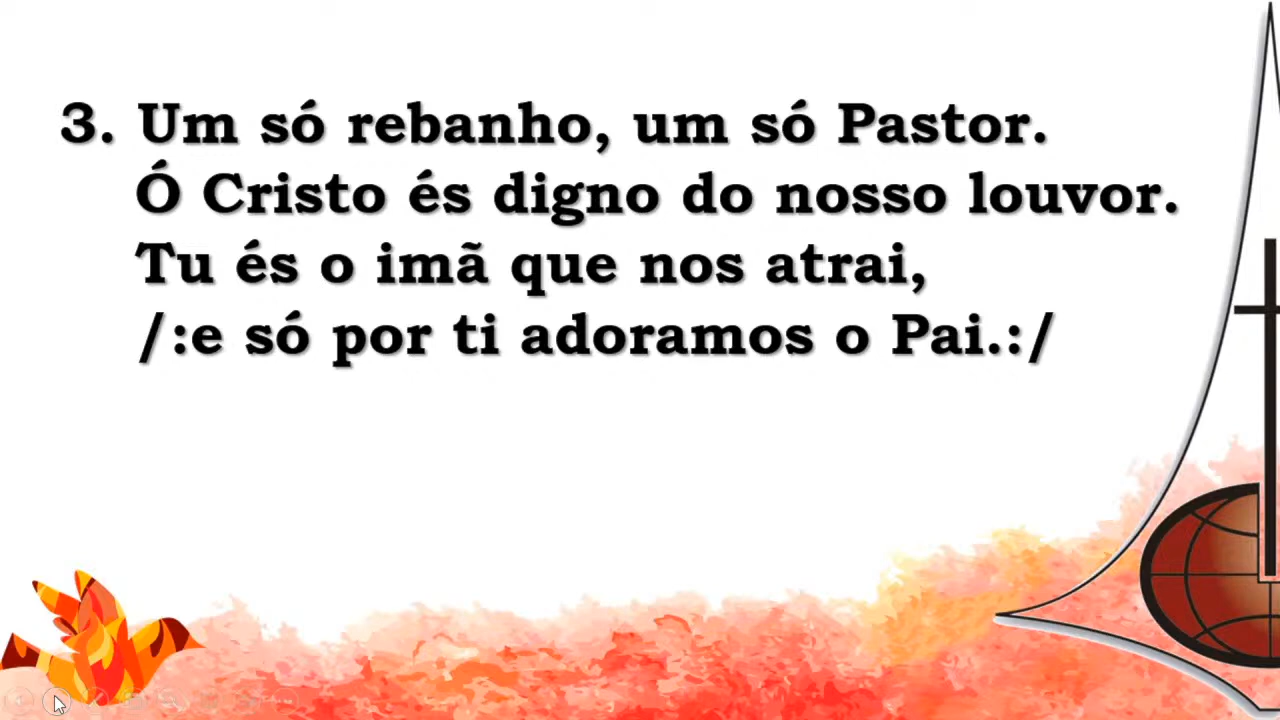 3. Um só rebanho, um só Pastor.
Ó Cristo és digno do nosso louvor.
Tu és o imã que nos atrai,
/:e só por ti adoramos o Pai.:/